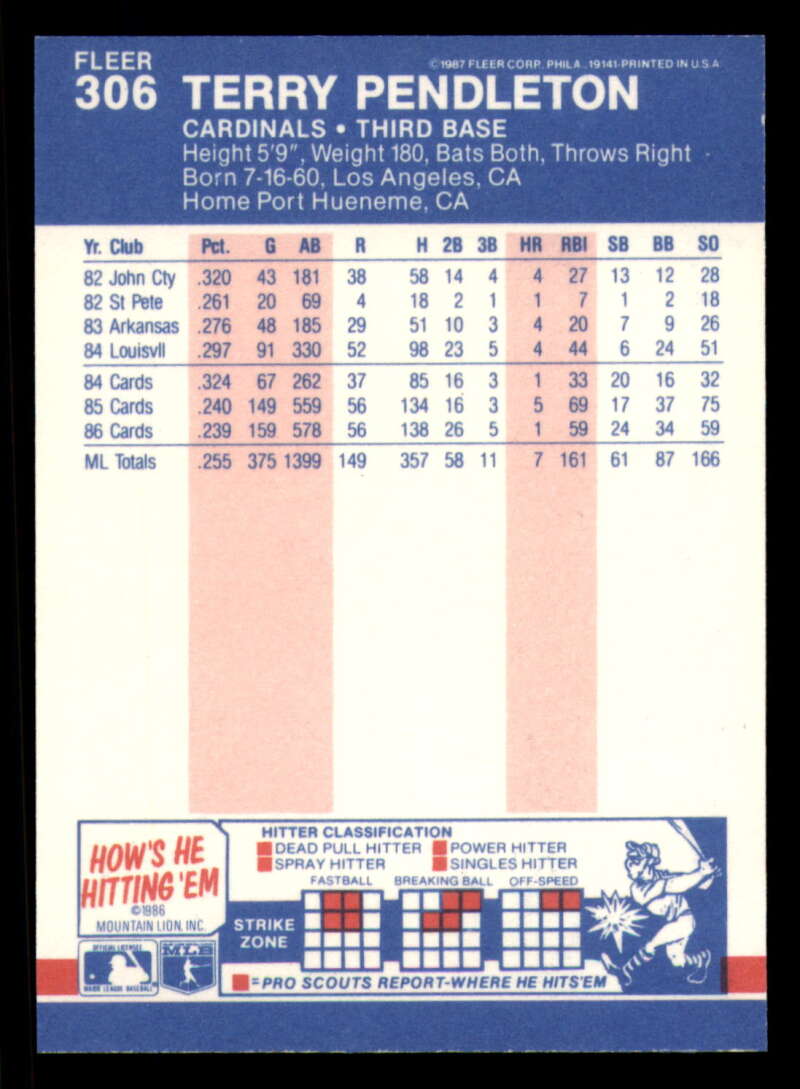 FLEER
306 TERRY PENDLETON
©1987 FLEER CORP. PHILA., 19141-PRINTED IN U.S.A.
CARDINALS • THIRD BASE
Height 5'9", Weight 180, Bats Both, Throws Right
Born 7-16-60, Los Angeles, CA
Home Port Hueneme, CA
Yr. Club Pct. G AB R H 2B 3B HR RBI SB BB SO
82 John Cty .320 43 181 38 58 14 4 4 27 13 12 28
82 St Pete .261 20 69 4 18 2 1 1 7 1 2 18
83 Arkansas .276 48 185 29 51 10 3 4 20 7 9 26
84 Louisvll .297 91 330 52 98 23 5 4 44 6 24 51
84 Cards .324 67 262 37 85 16 3 1 33 20 16 32
85 Cards .240 149 559 56 134 16 3 5 69 17 37 75
86 Cards .239 159 578 56 138 26 5 1 59 24 34 59
ML Totals .255 375 1399 149 357 58 11 7 161 61 87 166
HOW'S HE
HITTING 'EM
©1986
MOUNTAIN LION, INC.
OFFICIAL LICENSEE
MAJOR LEAGUE BASEBALL
MLB
HITTER CLASSIFICATION
DEAD PULL HITTER POWER HITTER
SPRAY HITTER SINGLES HITTER
FASTBALL BREAKING BALL OFF-SPEED
STRIKE
ZONE
=PRO SCOUTS REPORT-WHERE HE HITS'EM